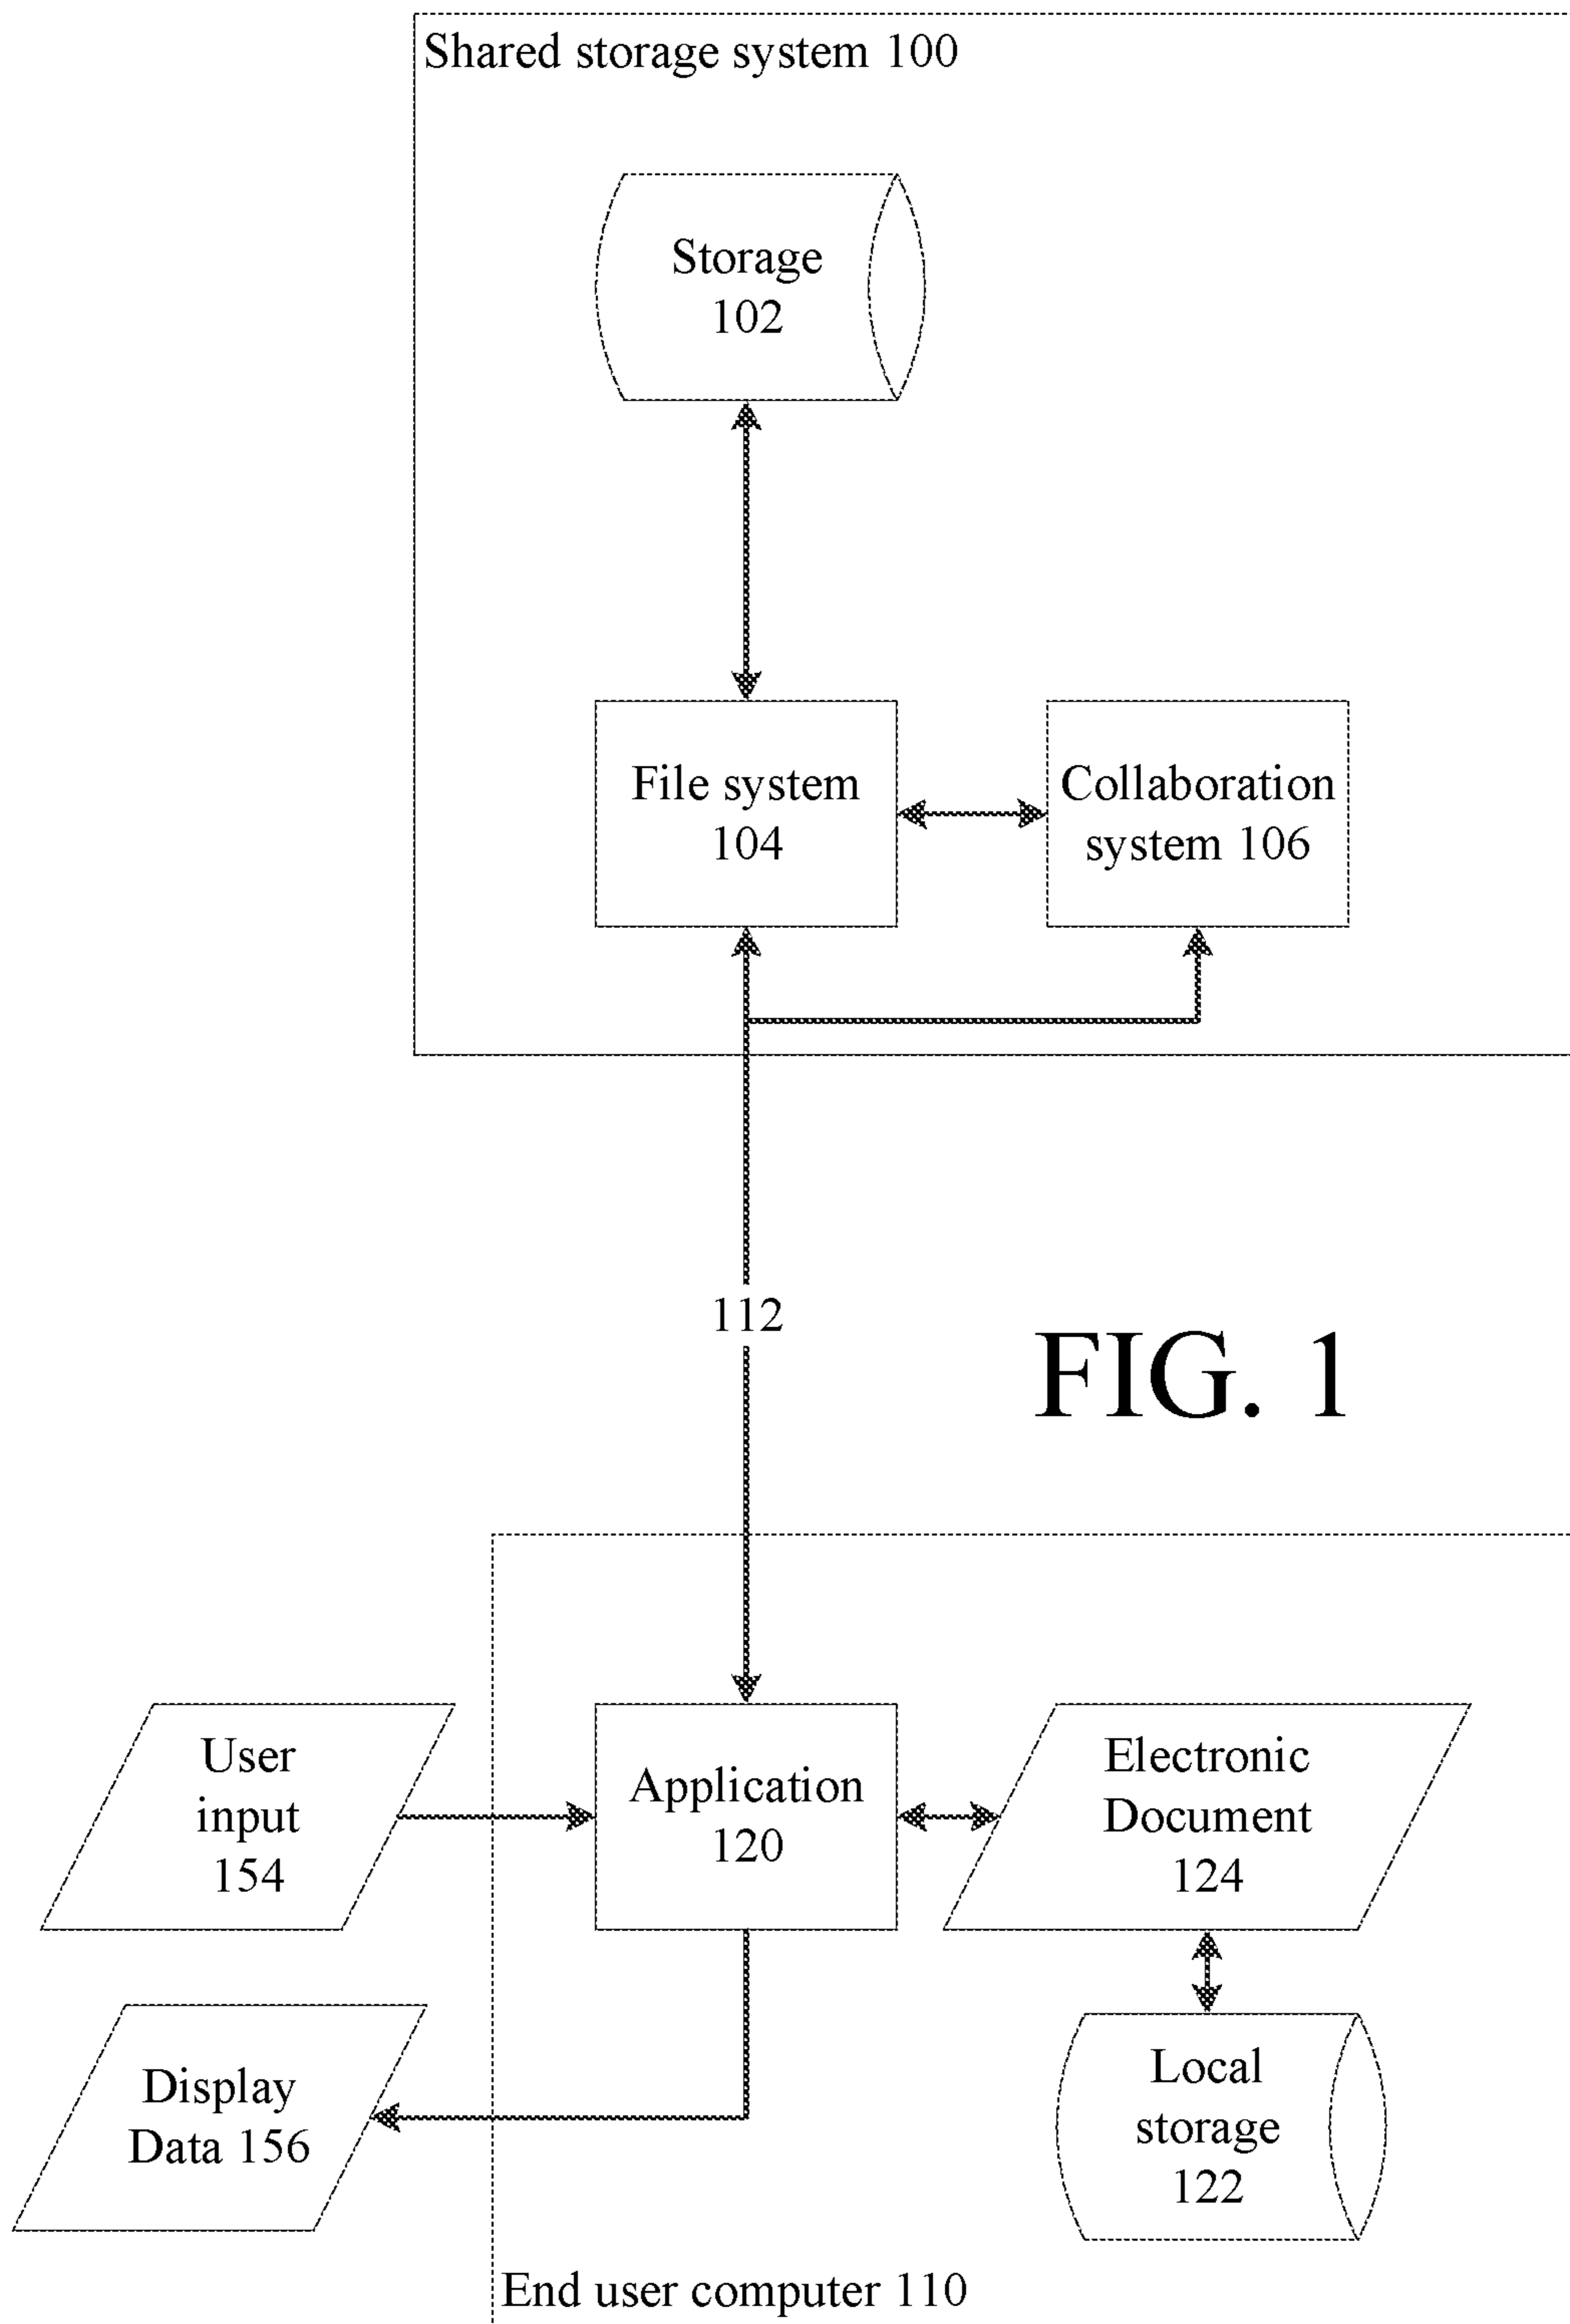 Shared storage system 100
Storage
102
File system
104
Collaboration
system 106
112
FIG. 1
User
input
154
Application
120
Electronic
Document
124
Display
Data 156
Local
storage
122
End user computer 110